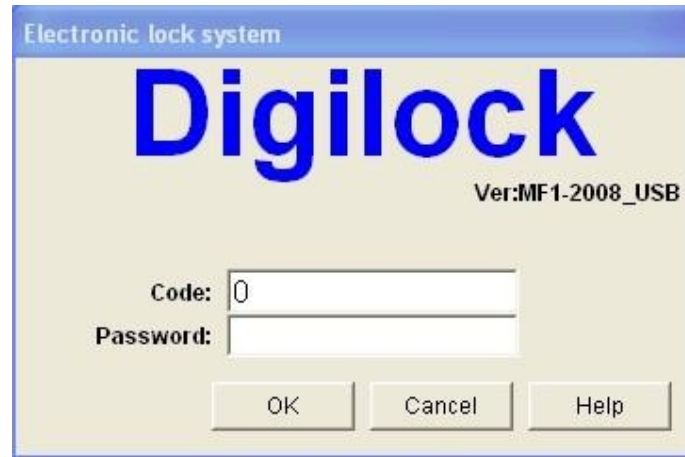 Electronic lock system
Digilock
Ver:MF1-2008_USB
Code: 0
Password:
OK Cancel Help